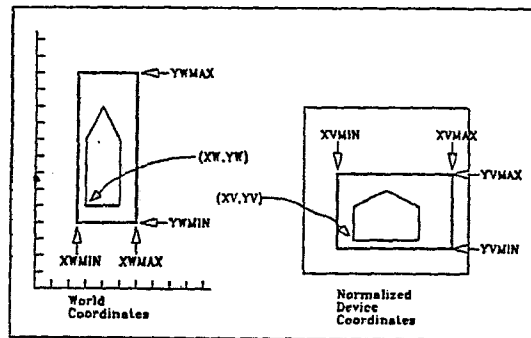 YWMAX
(XW,YW)
YWMIN
XWMIN XWMAX
World
Coordinates
XVMIN XVMAX
YVMAX
(XV,YV)
YVMIN
Normalized
Device
Coordinates